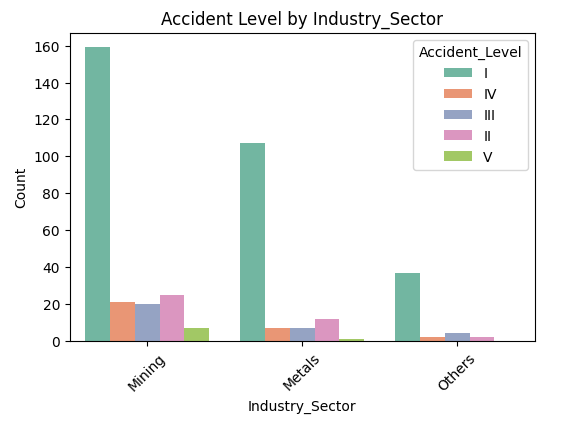 Accident Level by Industry_Sector
Accident_Level
I
IV
III
II
V
Count
160
140
120
100
80
60
40
20
0
Mining
Metals
Others
Industry_Sector